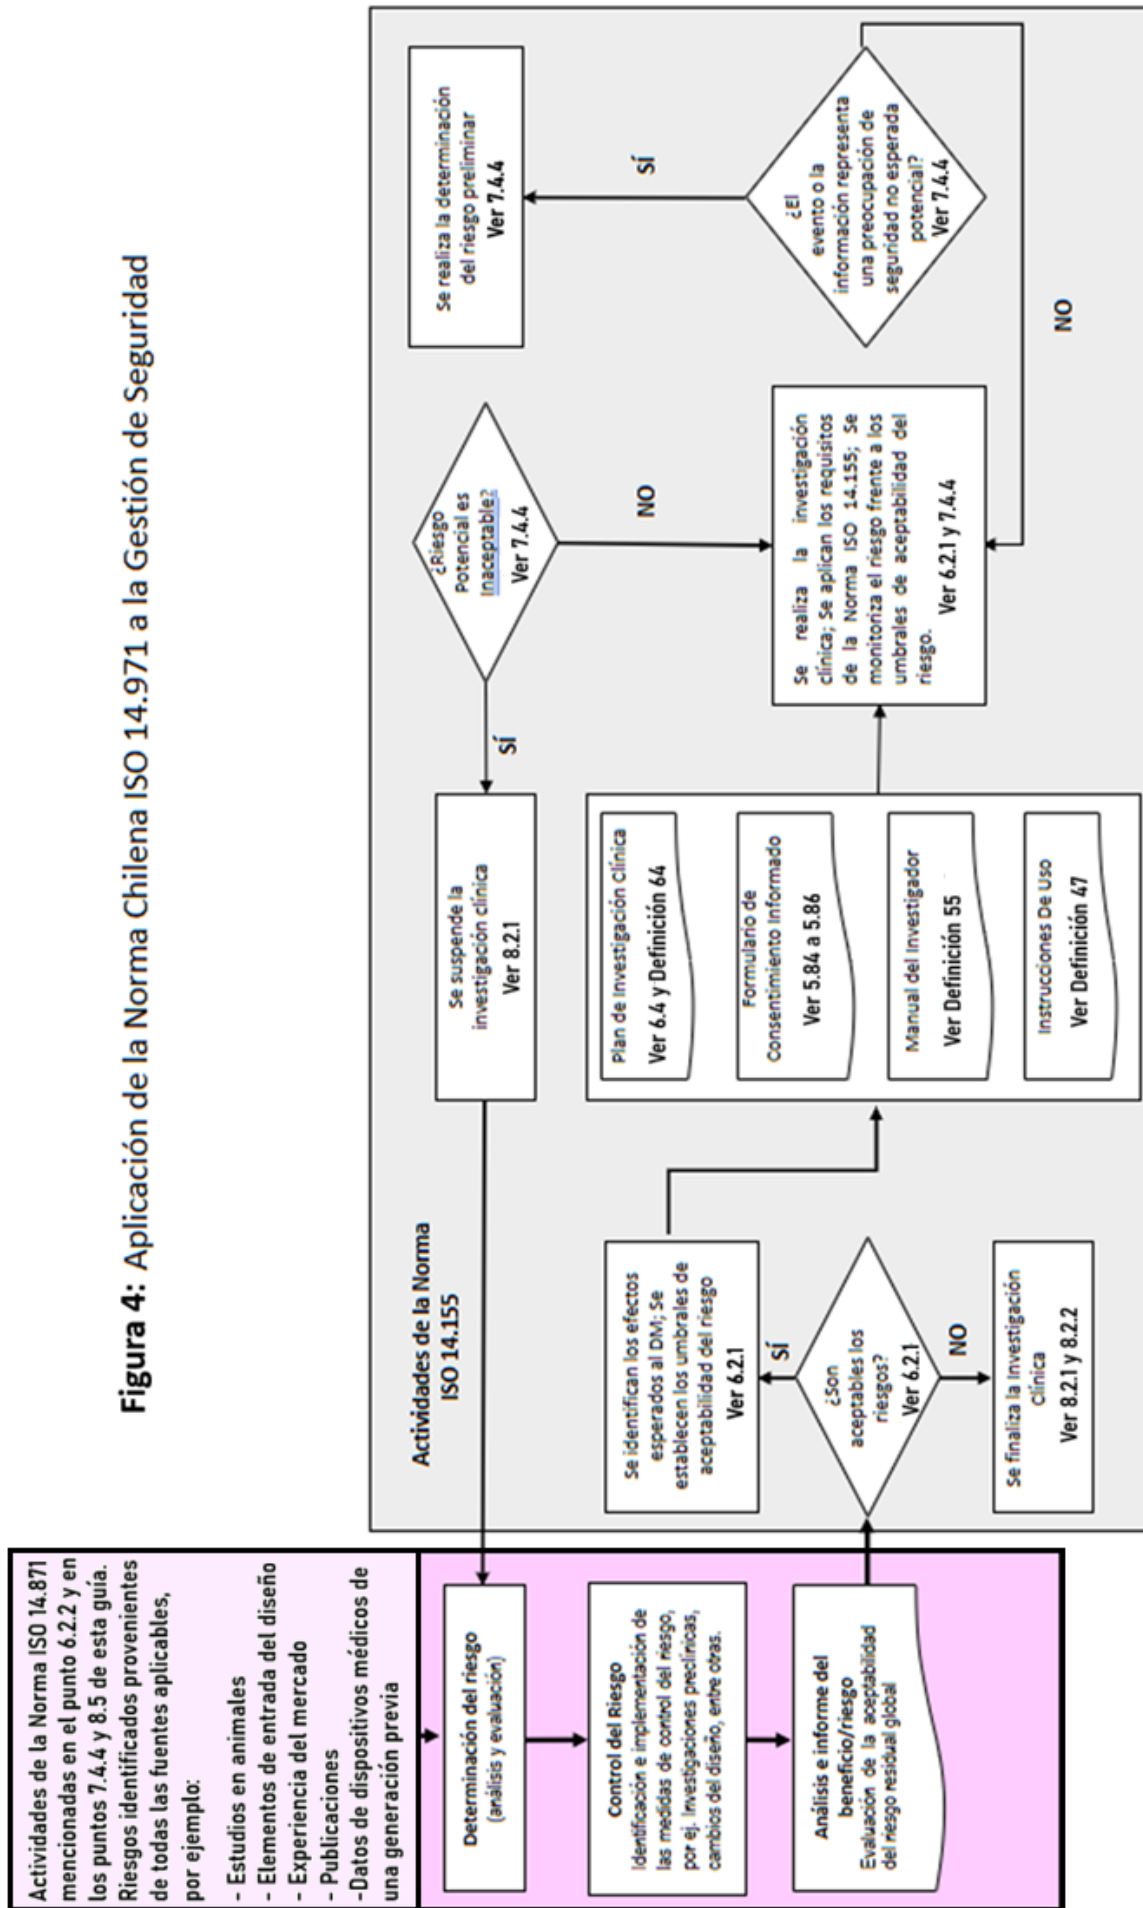 Figura 4: Aplicación de la Norma Chilena ISO 14.971 a la Gestión de Seguridad
Actividades de la Norma ISO 14.871
mencionadas en el punto 6.2.2 y en
los puntos 7.4.4 y 8.5 de esta guía.
Riesgos identificados provenientes
de todas las fuentes aplicables,
por ejemplo:
- Estudios en animales
- Elementos de entrada del diseño
- Experiencia del mercado
- Publicaciones
-Datos de dispositivos médicos de
una generación previa
Determinación del riesgo
(análisis y evaluación)
Control del Riesgo
Identificación e implementación de
las medidas de control del riesgo,
por ej. Investigaciones preclínicas,
cambios del diseño, entre otras.
Análisis e informe del
beneficio/riesgo
Evaluación de la aceptabilidad
del riesgo residual global
Actividades de la Norma
ISO 14.155
Se identifican los efectos
esperados al DM; Se
establecen los umbrales de
aceptabilidad del riesgo
Ver 6.2.1
SÍ
¿Son
aceptables los
riesgos?
Ver 6.2.1
NO
Se finaliza la Investigación
Clínica
Ver 8.2.1 y 8.2.2
Se suspende la
investigación clínica
Ver 8.2.1
Plan de Investigación Clínica
Ver 6.4 y Definición 64
Formulario de
Consentimiento Informado
Ver 5.84 a 5.86
Manual del Investigador
Ver Definición 55
Instrucciones De Uso
Ver Definición 47
SÍ
¿Riesgo
Potencial es
Inaceptable?
Ver 7.4.4
NO
Se realiza la investigación
clínica; Se aplican los requisitos
de la Norma ISO 14.155; Se
monitoriza el riesgo frente a los
umbrales de aceptabilidad del
riesgo.
Ver 6.2.1 y 7.4.4
Se realiza la determinación
del riesgo preliminar
Ver 7.4.4
SÍ
¿El
evento o la
información representa
una preocupación de
seguridad no esperada
potencial?
Ver 7.4.4
NO